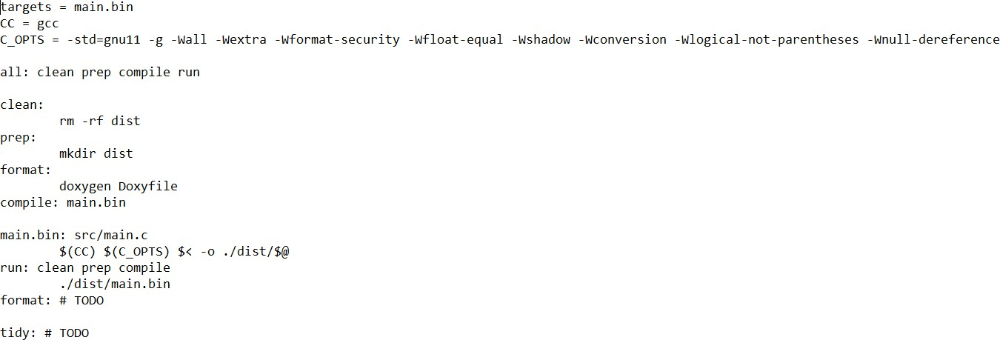 targets = main.bin
CC = gcc
C_OPTS = -std=gnu11 -g -Wall -Wextra -Wformat-security -Wfloat-equal -Wshadow -Wconversion -Wlogical-not-parentheses -Wnull-dereference

all: clean prep compile run

clean:
        rm -rf dist
prep:
        mkdir dist
format:
        doxygen Doxyfile
compile: main.bin

main.bin: src/main.c
        $(CC) $(C_OPTS) $< -o ./dist/$@
run: clean prep compile
        ./dist/main.bin
format: # TODO

tidy: # TODO